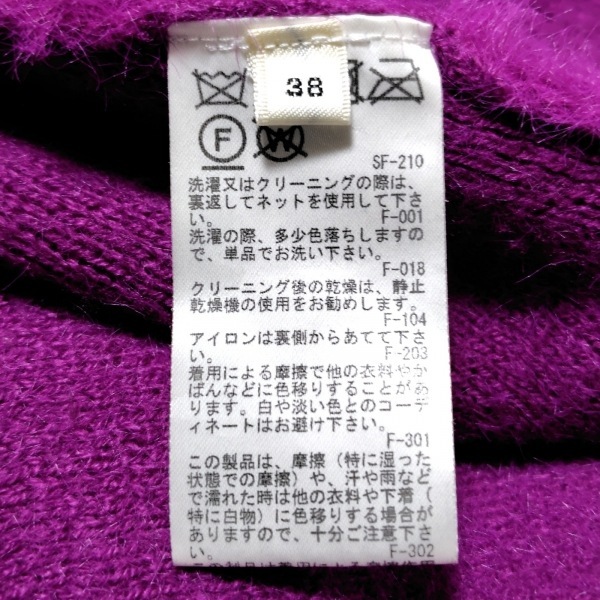 38
F
W
SF-210
洗濯又はクリーニングの際は、
裏返してネットを使用して下さ
い。 F-001
洗濯の際、多少色落ちしますの
で、単品でお洗い下さい。
F-018
クリーニング後の乾燥は、静止
乾燥機の使用をお勧めします。
F-104
アイロンは裏側からあてて下さ
い。 F-203
着用による摩擦で他の衣料やか
ばんなどに色移りすることがあ
ります。白や淡い色とのコーデ
ィネートはお避け下さい。
F-301
この製品は、摩擦(特に湿った
状態での摩擦)や、汗や雨など
で濡れた時は他の衣料や下着(
特に白物)に色移りする場合が
ありますので、十分ご注意下さ
い。 F-302